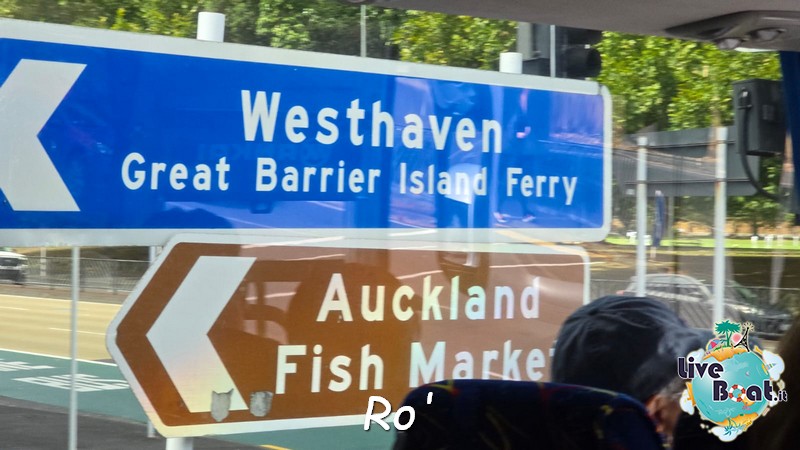 Westhaven
Great Barrier Island Ferry
Auckland
Fish Market
Ro'
Live
Boat.it